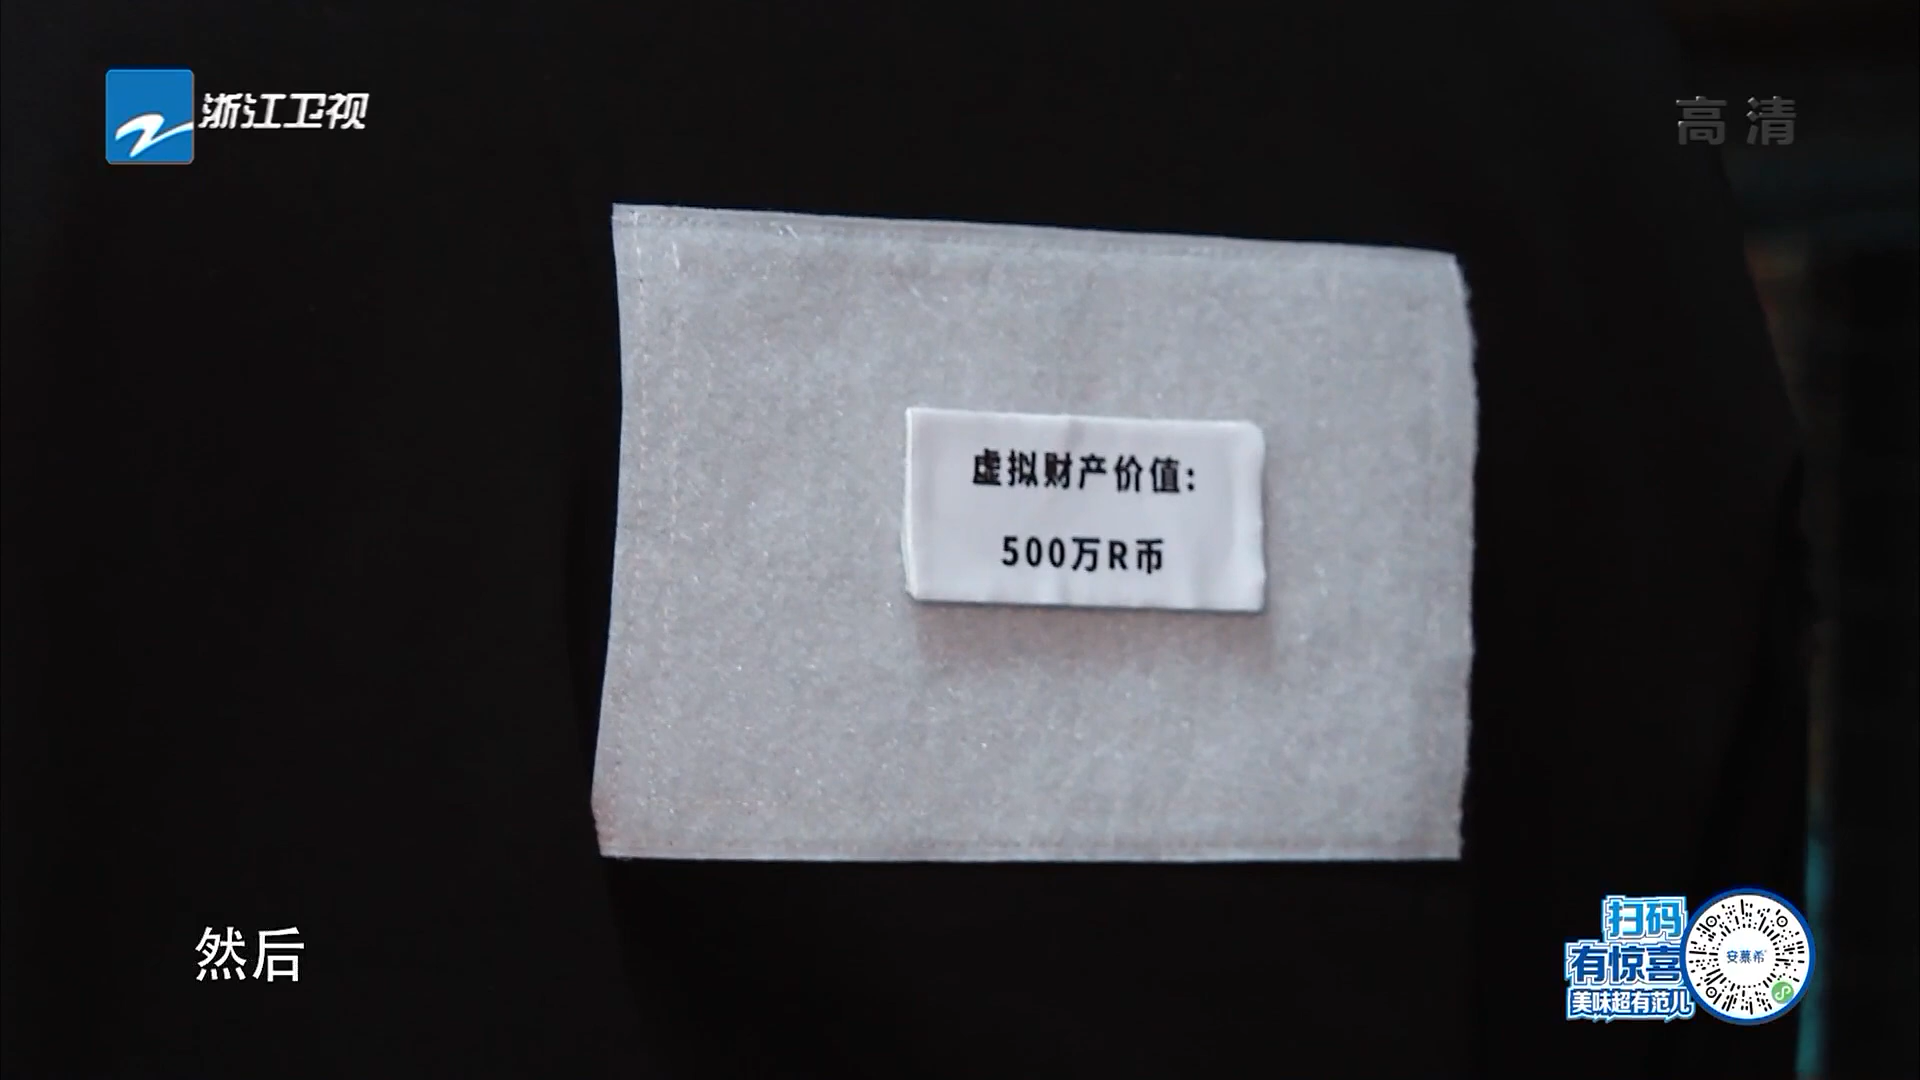 浙江卫视
高清
虚拟财产价值:
500万R币
然后
扫码
有惊喜
美味超有范儿
安慕希